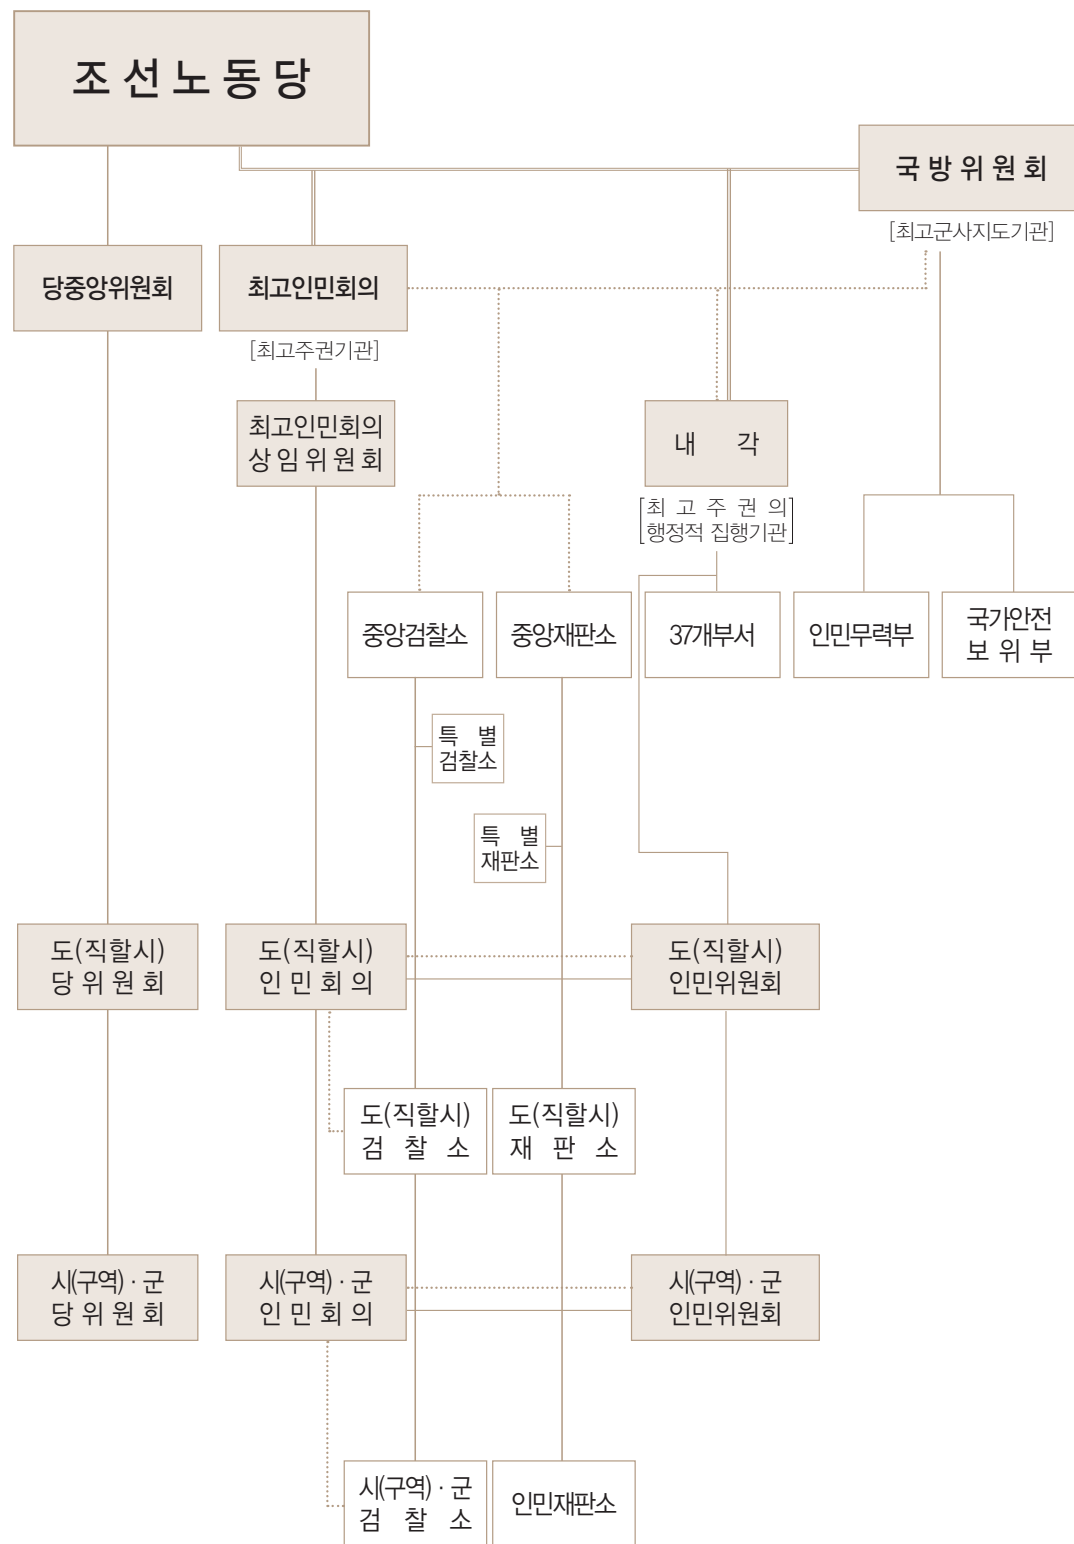 조선노동당
국방위원회
[최고군사지도기관]
당중앙위원회
최고인민회의
[최고주권기관]
최고인민회의
상임위원회
내 각
[최 고 주 권 의
행정적 집행기관]
중앙검찰소
중앙재판소
37개부서
인민무력부
국가안전
보위부
특 별
검찰소
특 별
재판소
도(직할시)
당위원회
도(직할시)
인민회의
도(직할시)
인민위원회
도(직할시)
검 찰 소
도(직할시)
재 판 소
시(구역)·군
당위원회
시(구역)·군
인민회의
시(구역)·군
인민위원회
시(구역)·군
검 찰 소
인민재판소